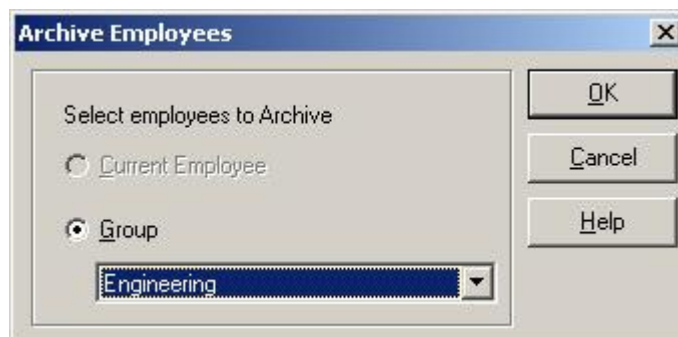 Archive Employees
Select employees to Archive
Current Employee
Group
Engineering
OK
Cancel
Help